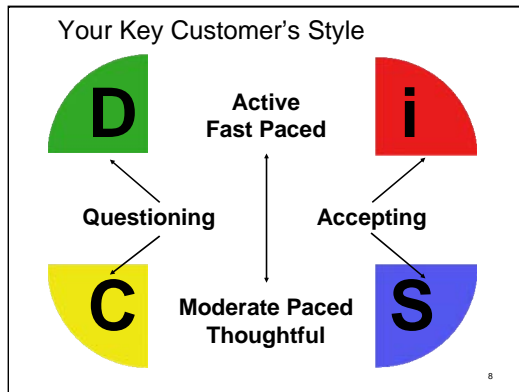 Your Key Customer's Style
D
Active
Fast Paced
i
Questioning
Accepting
C
Moderate Paced
Thoughtful
S
8